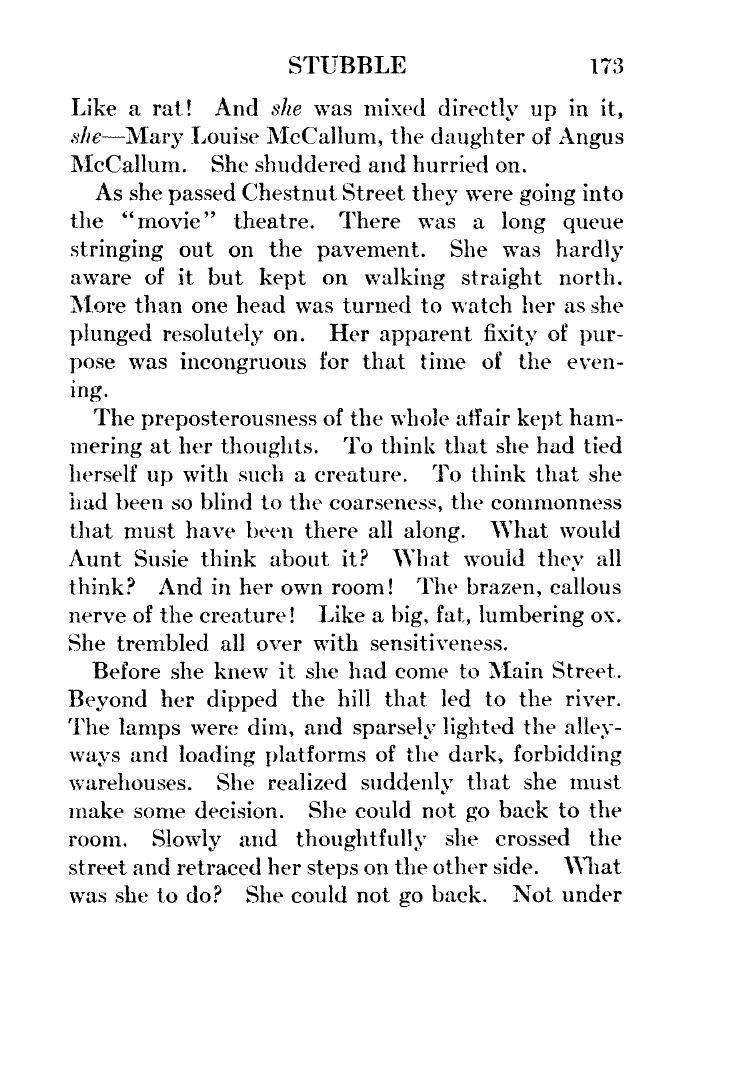 STUBBLE 173
Like a rat! And she was mixed directly up in it,
she—Mary Louise McCallum, the daughter of Angus
McCallum. She shuddered and hurried on.
As she passed Chestnut Street they were going into
the "movie" theatre. There was a long queue
stringing out on the pavement. She was hardly
aware of it but kept on walking straight north.
More than one head was turned to watch her as she
plunged resolutely on. Her apparent fixity of pur-
pose was incongruous for that time of the even-
ing.
The preposterousness of the whole affair kept ham-
mering at her thoughts. To think that she had tied
herself up with such a creature. To think that she
had been so blind to the coarseness, the commonness
that must have been there all along. What would
Aunt Susie think about it? What would they all
think? And in her own room! The brazen, callous
nerve of the creature! Like a big, fat, lumbering ox.
She trembled all over with sensitiveness.
Before she knew it she had come to Main Street.
Beyond her dipped the hill that led to the river.
The lamps were dim, and sparsely lighted the alley-
ways and loading platforms of the dark, forbidding
warehouses. She realized suddenly that she must
make some decision. She could not go back to the
room. Slowly and thoughtfully she crossed the
street and retraced her steps on the other side. What
was she to do? She could not go back. Not under